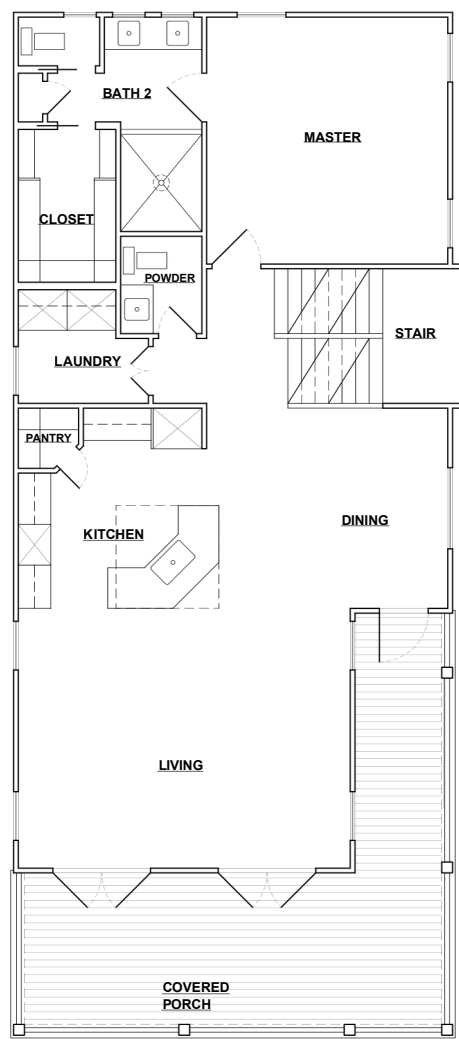 BATH 2
MASTER
CLOSET
POWDER
STAIR
LAUNDRY
PANTRY
KITCHEN
DINING
LIVING
COVERED
PORCH